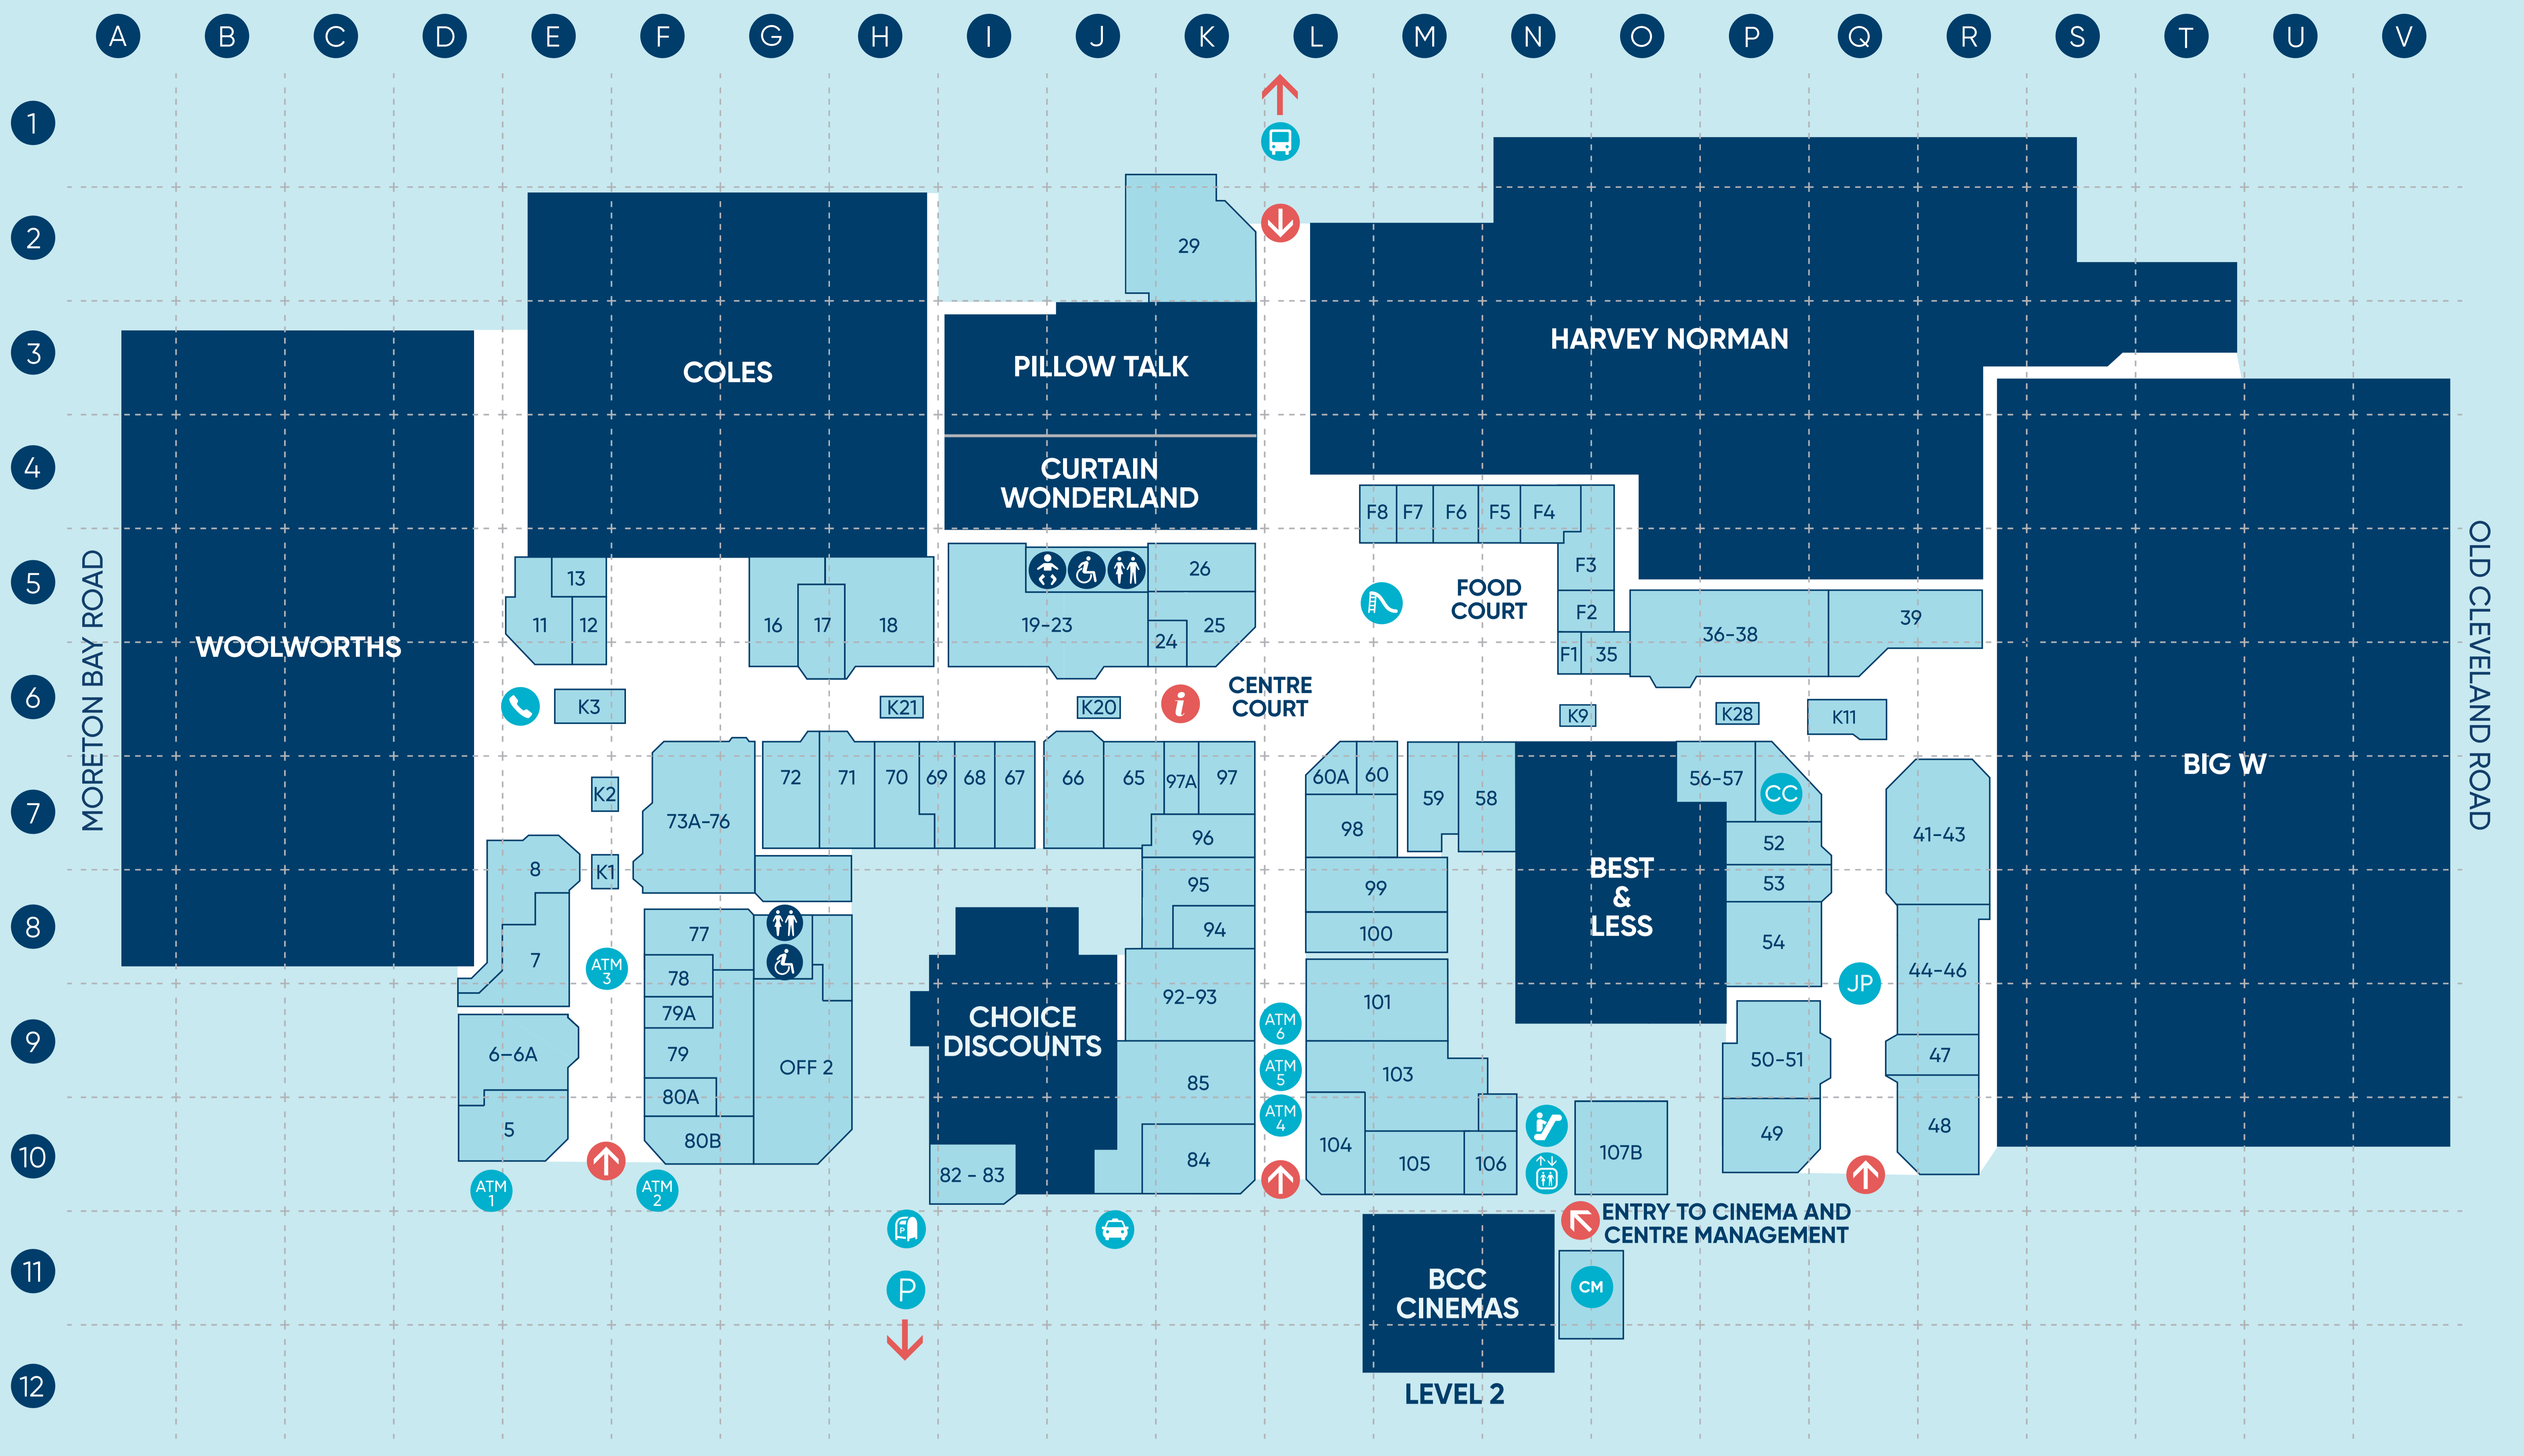 A B C D E F G H I J K L M N O P Q R S T U V
1
2
3
4
5
6
7
8
9
10
11
12
MORETON BAY ROAD
OLD CLEVELAND ROAD
WOOLWORTHS
COLES
PILLOW TALK
CURTAIN
WONDERLAND
29
HARVEY NORMAN
BIG W
F8 F7 F6 F5 F4
F3
F2
F1 35
FOOD
COURT
36-38
39
13
11 12
16 17 18
19-23
26
25
24
K3
K21
K20
i
CENTRE
COURT
K9
K28
K11
K2
K1
73A-76
72 71 70 69 68 67
66 65 97A 97
96
95
94
92-93
85
84
60A 60
59 58
98
99
100
101
103
104
105
106
107B
BEST
&
LESS
56-57
CC
52
53
54
JP
50-51
49
41-43
44-46
47
48
8
7
6-6A
5
ATM
3
ATM
1
ATM
2
77
78
79A
79
80A
80B
OFF 2
CHOICE
DISCOUNTS
82 - 83
ATM
6
ATM
5
ATM
4
P
P
ENTRY TO CINEMA AND
CENTRE MANAGEMENT
BCC
CINEMAS
CM
LEVEL 2